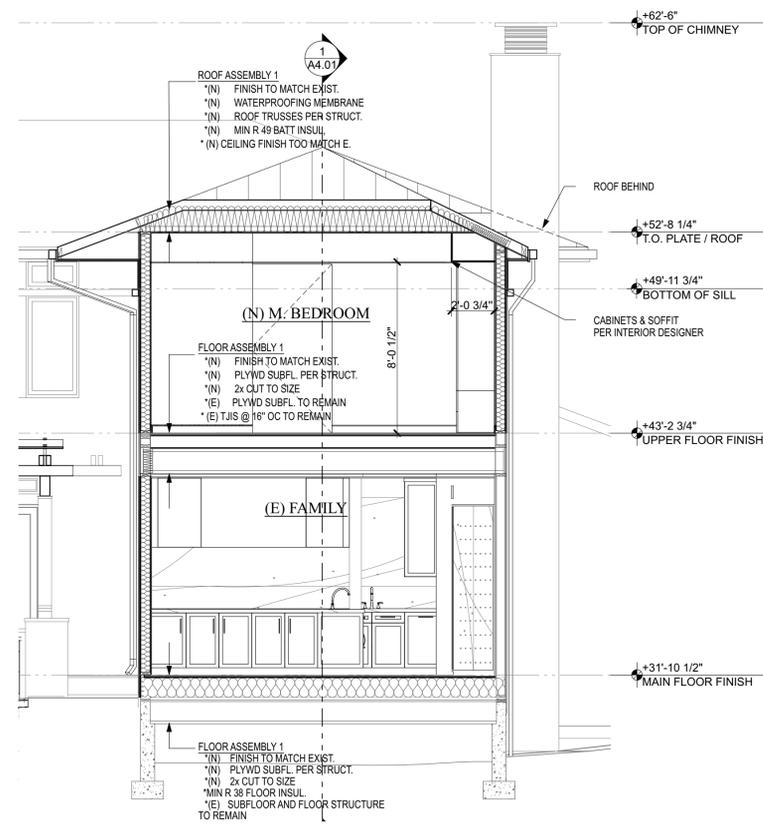 +62'-6"
TOP OF CHIMNEY
1
A4.01
ROOF ASSEMBLY 1
*(N) FINISH TO MATCH EXIST.
*(N) WATERPROOFING MEMBRANE
*(N) ROOF TRUSSES PER STRUCT.
*(N) MIN R 49 BATT INSUL
* (N) CEILING FINISH TOO MATCH E.
ROOF BEHIND
+52'-8 1/4"
T.O. PLATE / ROOF
+49'-11 3/4"
BOTTOM OF SILL
2'-0 3/4"
(N) M. BEDROOM
CABINETS & SOFFIT
PER INTERIOR DESIGNER
8'-0 1/2"
FLOOR ASSEMBLY 1
*(N) FINISH TO MATCH EXIST.
*(N) PLYWD SUBFL. PER STRUCT.
*(N) 2x CUT TO SIZE
*(E) PLYWD SUBFL. TO REMAIN
* (E) TJIS @ 16" OC TO REMAIN
+43'-2 3/4"
UPPER FLOOR FINISH
(E) FAMILY
+31'-10 1/2"
MAIN FLOOR FINISH
FLOOR ASSEMBLY 1
*(N) FINISH TO MATCH EXIST.
*(N) PLYWD SUBFL. PER STRUCT.
*(N) 2x CUT TO SIZE
*MIN R 38 FLOOR INSUL.
*(E) SUBFLOOR AND FLOOR STRUCTURE
TO REMAIN